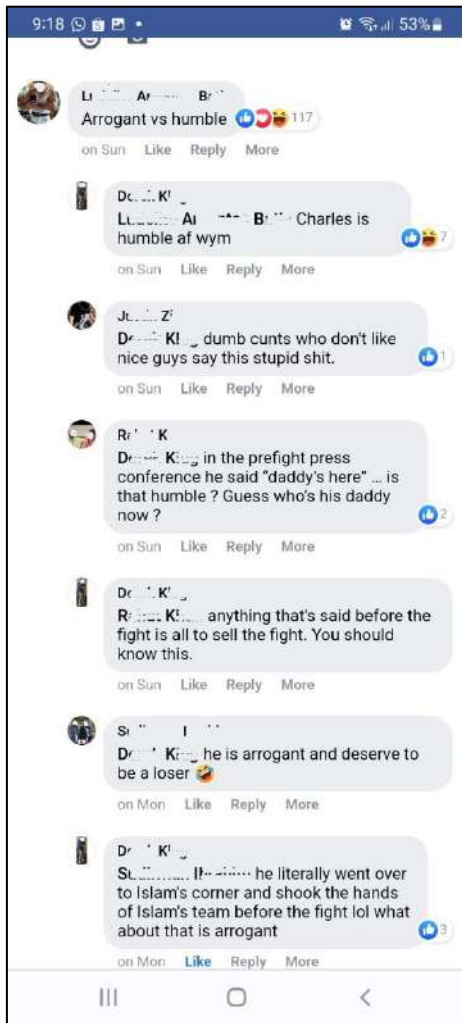 9:18
53%
Arrogant vs humble 117
on Sun Like Reply More
Charles is
humble af wym
7
on Sun Like Reply More
dumb cunts who don't like
nice guys say this stupid shit.
1
on Sun Like Reply More
in the prefight press
conference he said "daddy's here" ... is
that humble ? Guess who's his daddy
now ?
2
on Sun Like Reply More
anything that's said before the
fight is all to sell the fight. You should
know this.
on Sun Like Reply More
he is arrogant and deserve to
be a loser 🤣
on Mon Like Reply More
he literally went over
to Islam's corner and shook the hands
of Islam's team before the fight lol what
about that is arrogant
3
on Mon Like Reply More